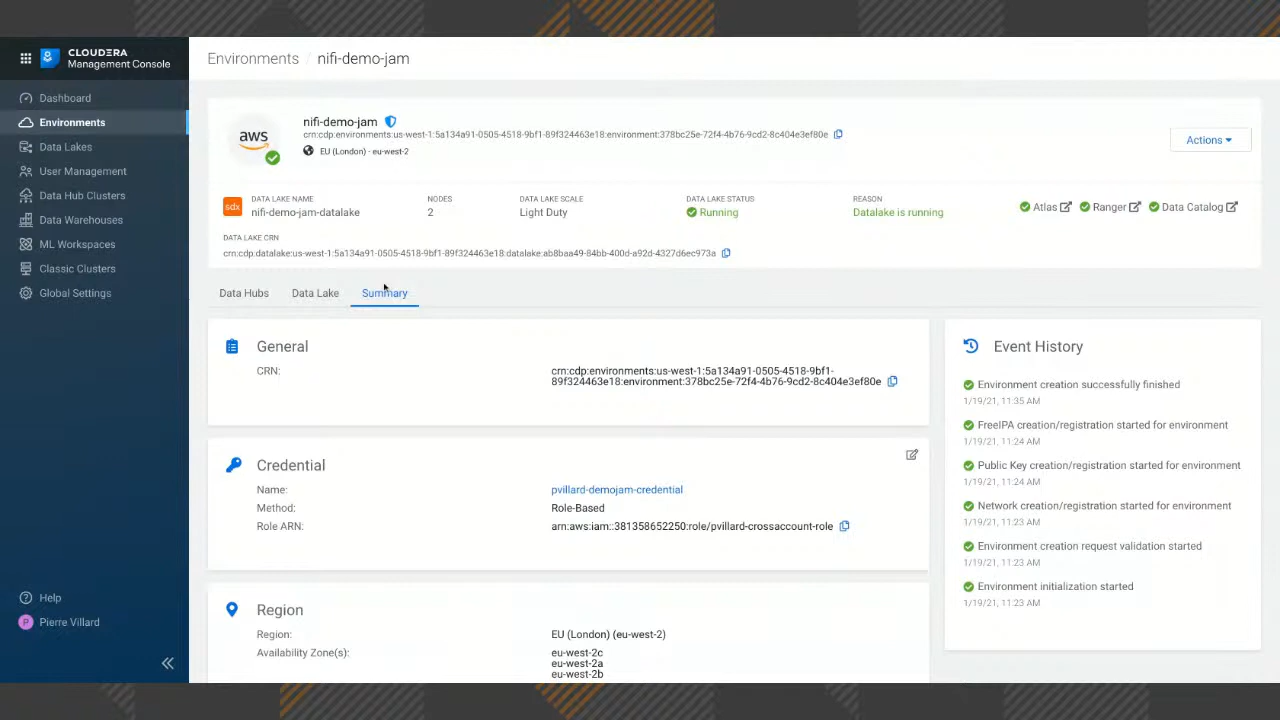 CLOUDERA
Management Console
Dashboard
Environments
Data Lakes
User Management
Data Hub Clusters
Data Warehouses
ML Workspaces
Classic Clusters
Global Settings
Help
P Pierre Villard
Environments / nifi-demo-jam
aws
nifi-demo-jam
crn:cdp:environments:us-west-1:5a134a91-0505-4518-9bf1-89f324463e18:environment:378bc25e-72f4-4b76-9cd2-8c404e3ef80e
EU (London) - eu-west-2
Actions
sdx
DATA LAKE NAME
nifi-demo-jam-datalake
NODES
2
DATA LAKE SCALE
Light Duty
DATA LAKE STATUS
Running
REASON
Datalake is running
Atlas Ranger Data Catalog
DATA LAKE CRN
crn:cdp:datalake:us-west-1:5a134a91-0505-4518-9bf1-89f324463e18:datalake:ab8baa49-84bb-400d-a92d-4327d6ec973a
Data Hubs Data Lake Summary
General
CRN: crn:cdp:environments:us-west-1:5a134a91-0505-4518-9bf1-
89f324463e18:environment:378bc25e-72f4-4b76-9cd2-8c404e3ef80e
Credential
Name: pvillard-demojam-credential
Method: Role-Based
Role ARN: arn:aws:iam::381358652250:role/pvillard-crossaccount-role
Region
Region: EU (London) (eu-west-2)
Availability Zone(s): eu-west-2c
eu-west-2a
eu-west-2b
Event History
Environment creation successfully finished
1/19/21, 11:35 AM
FreeIPA creation/registration started for environment
1/19/21, 11:24 AM
Public Key creation/registration started for environment
1/19/21, 11:24 AM
Network creation/registration started for environment
1/19/21, 11:23 AM
Environment creation request validation started
1/19/21, 11:23 AM
Environment initialization started
1/19/21, 11:23 AM